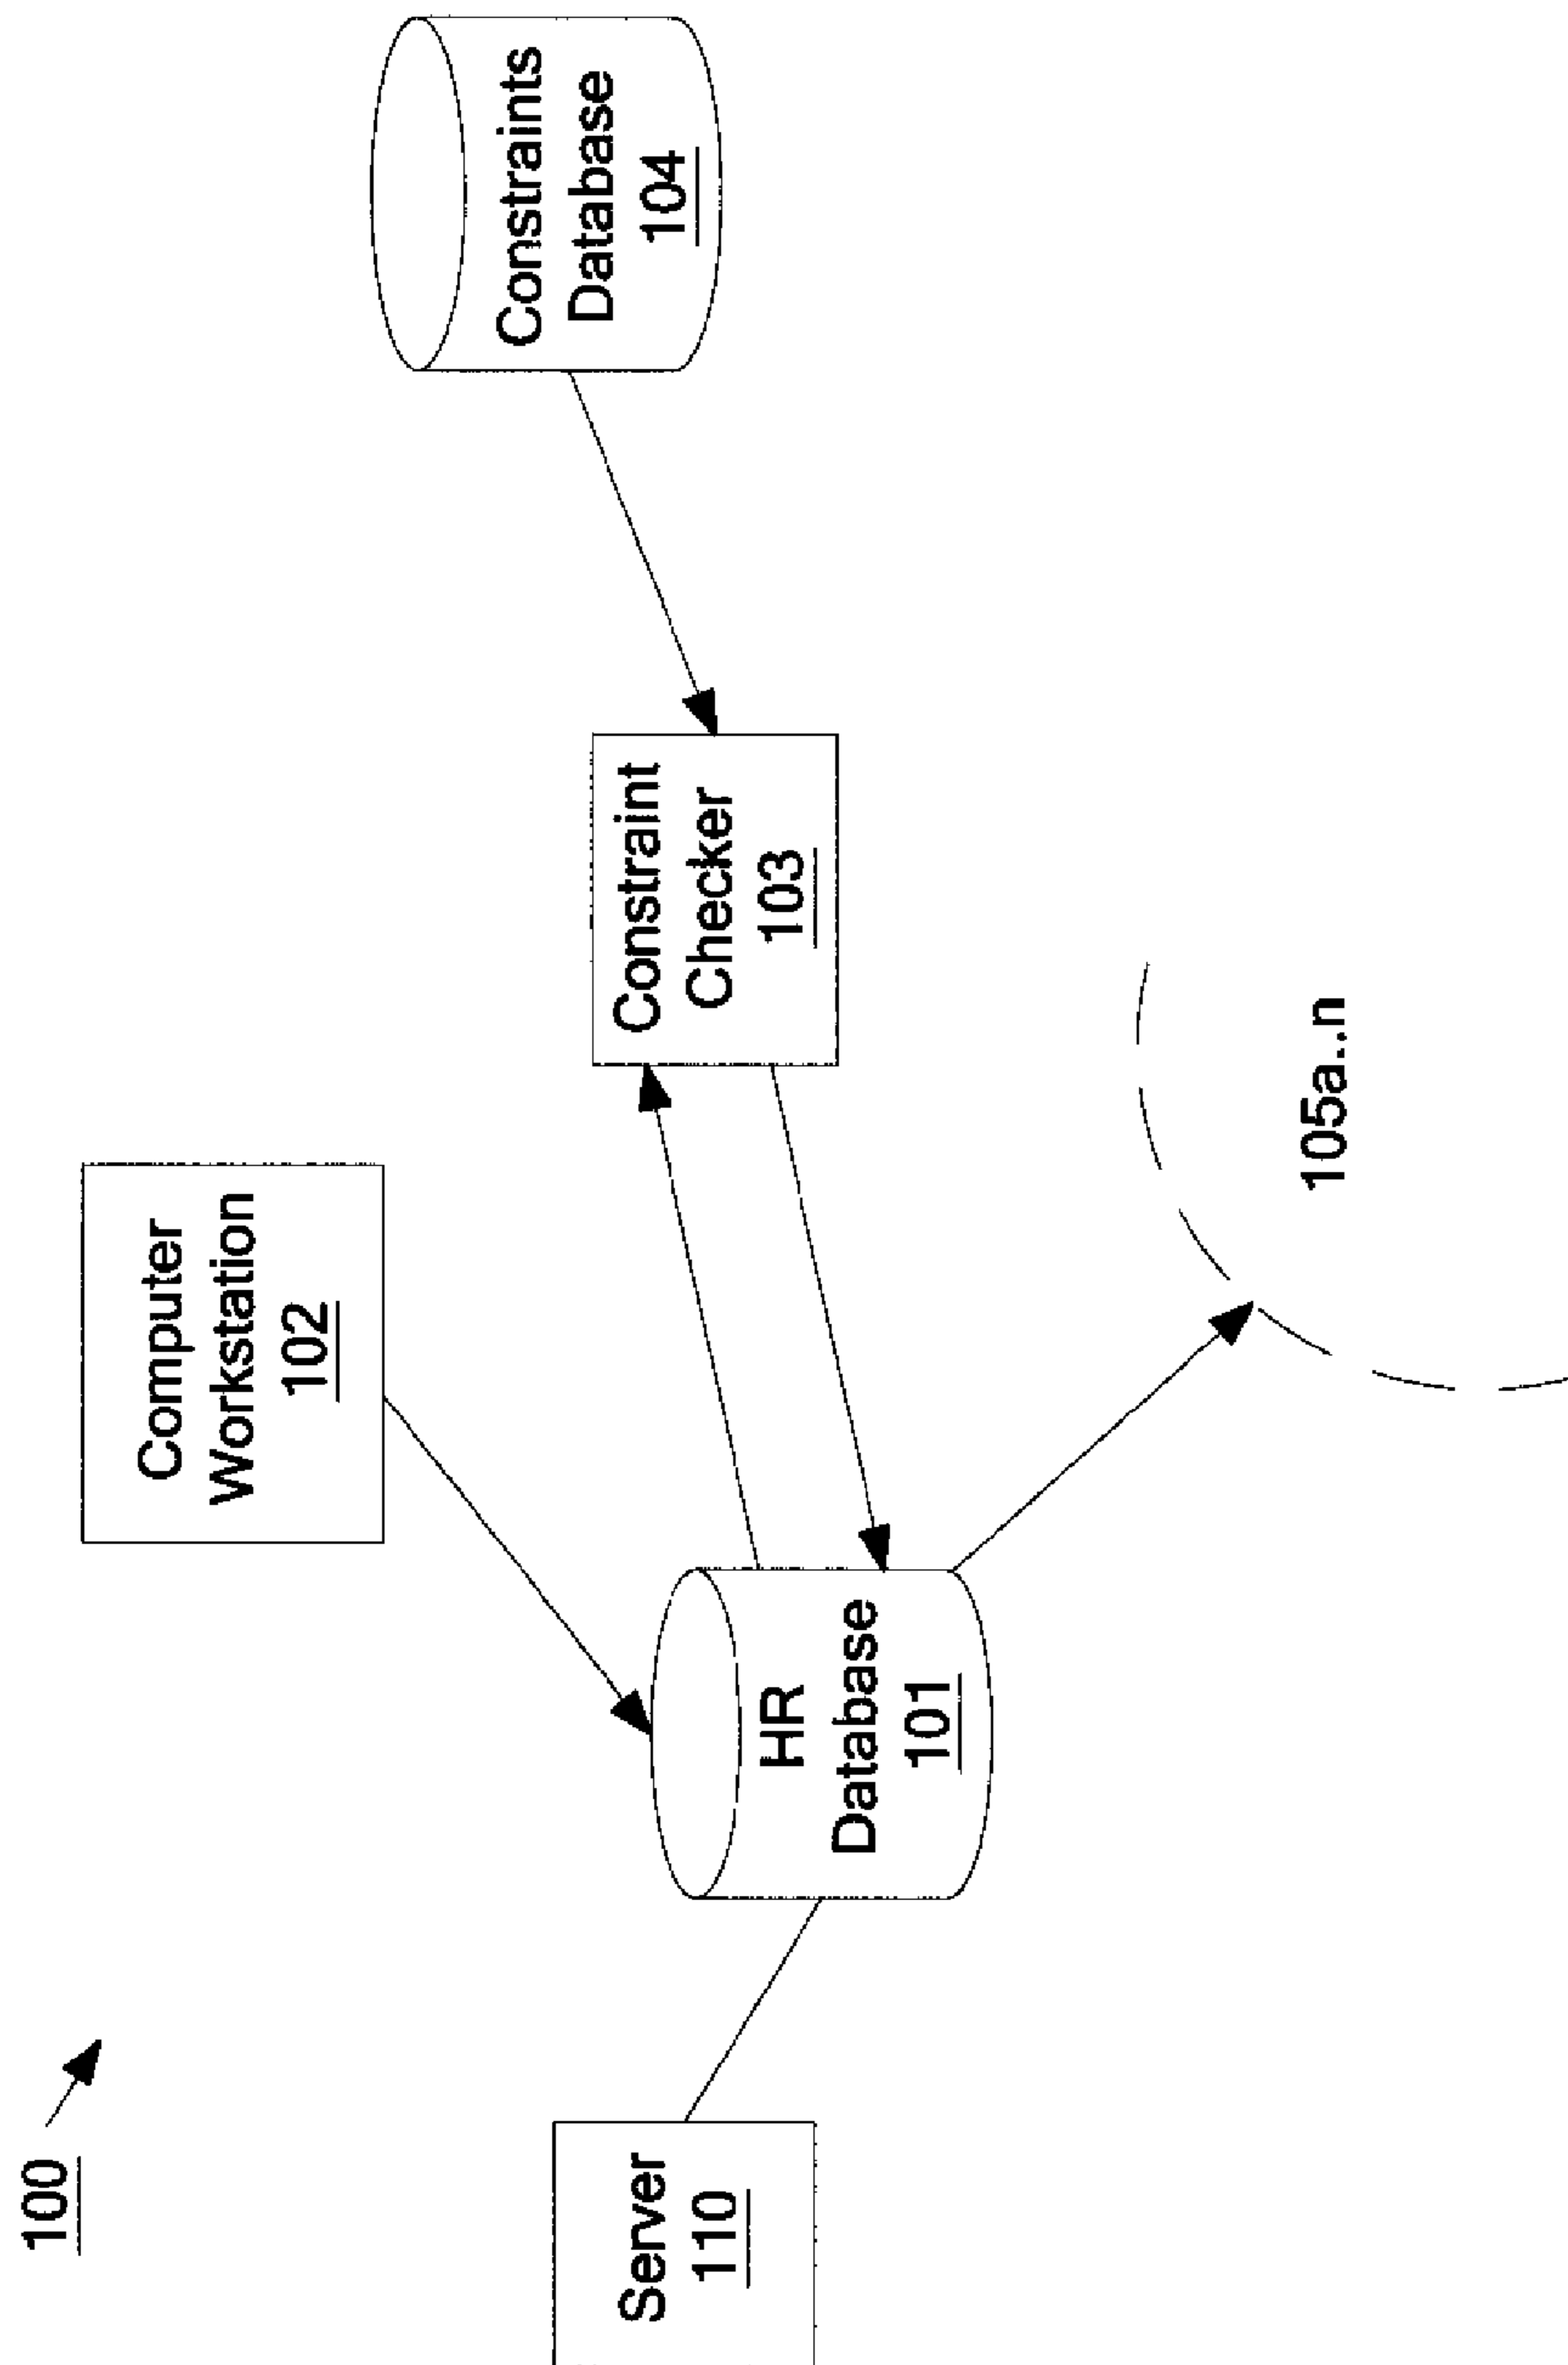 100
Server
110
HR
Database
101
Computer
Workstation
102
Constraint
Checker
103
Constraints
Database
104
105a..n